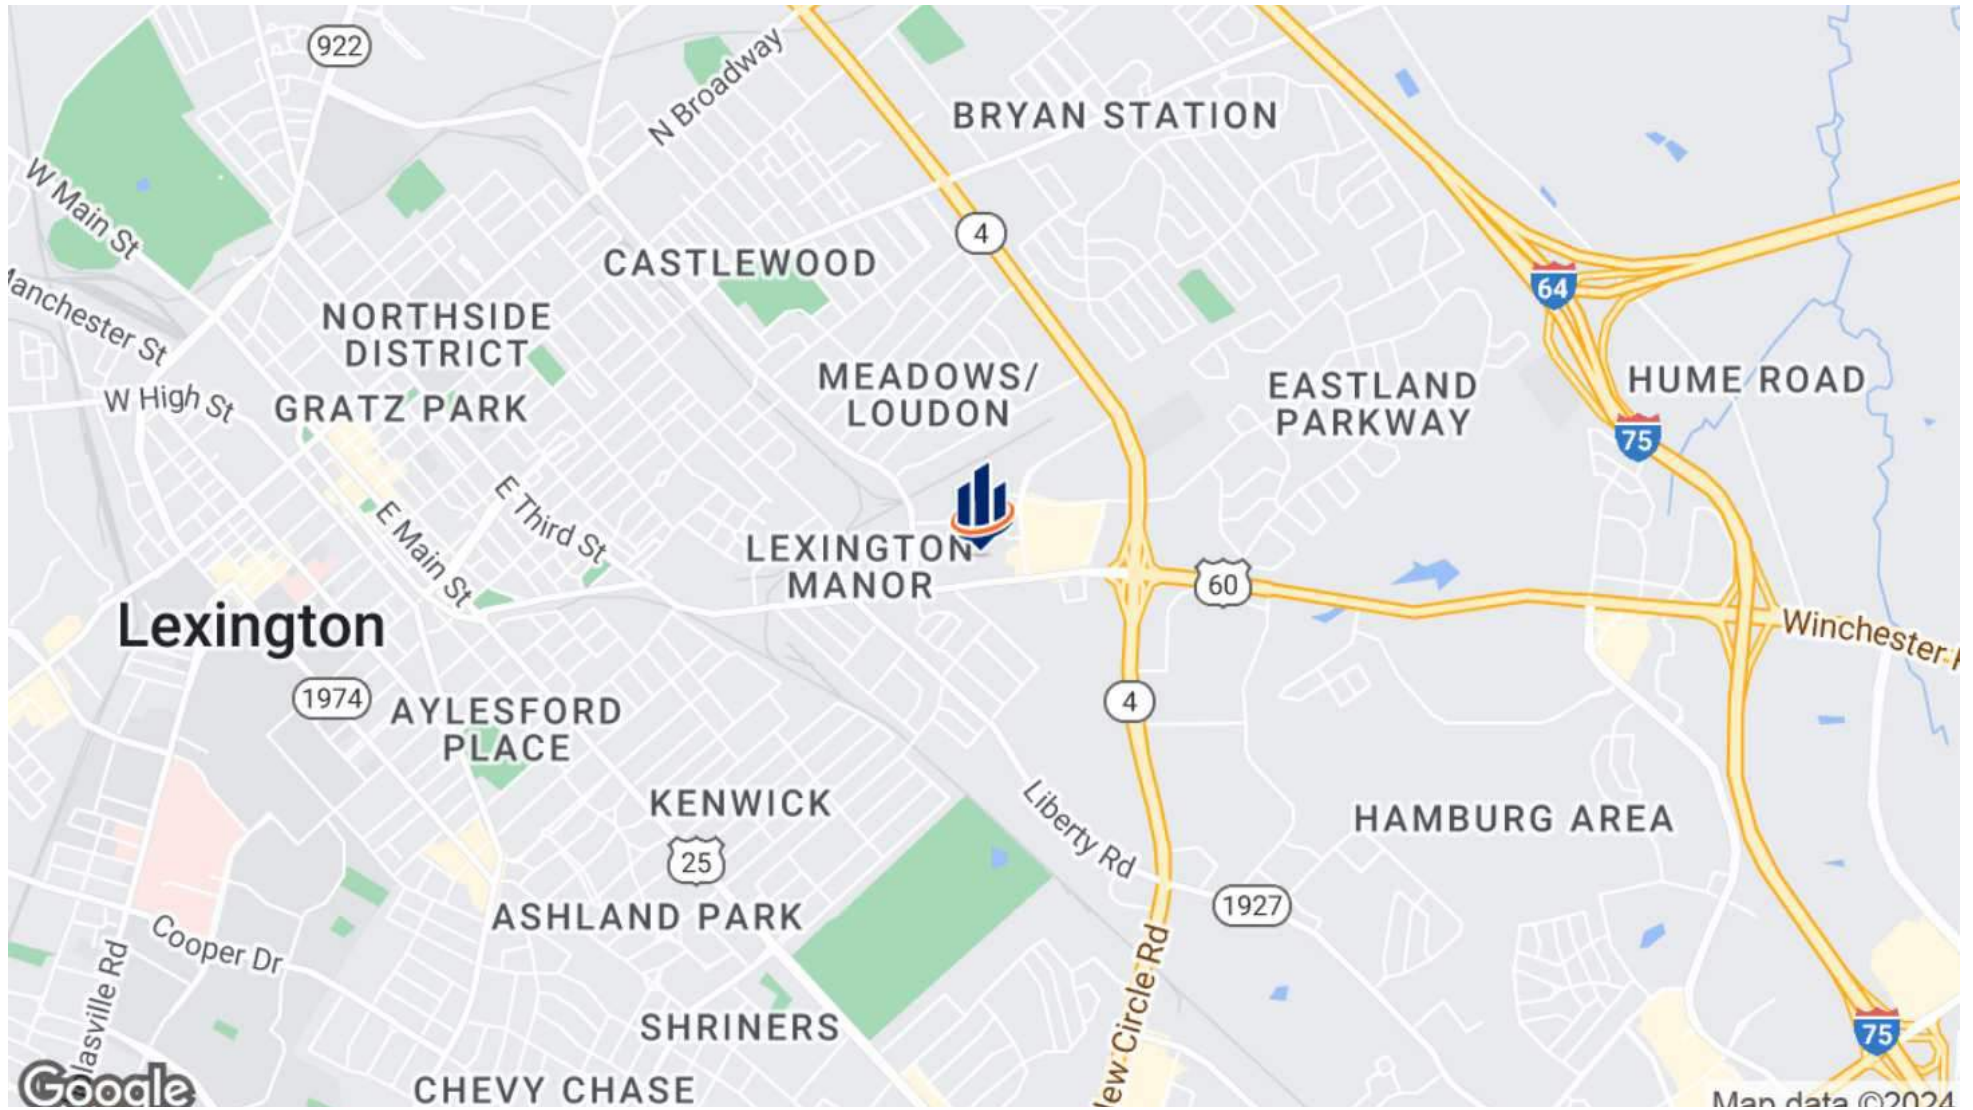 922
N Broadway
BRYAN STATION
W Main St
4
CASTLEWOOD
64
Manchester St
NORTHSIDE
DISTRICT
W High St
GRATZ PARK
MEADOWS/
LOUDON
EASTLAND
PARKWAY
HUME ROAD
75
E Third St
E Main St
LEXINGTON
MANOR
60
Lexington
Winchester
1974
AYLESFORD
PLACE
4
KENWICK
25
Liberty Rd
HAMBURG AREA
1927
ASHLAND PARK
Cooper Dr
lasville Rd
New Circle Rd
SHRINERS
75
CHEVY CHASE
Google
Map data ©2024